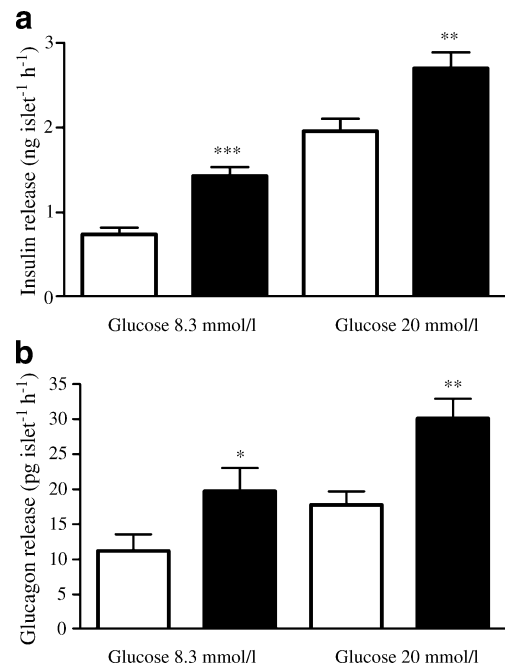 a
Insulin release (ng islet⁻¹ h⁻¹)
3
2
1
0
***
**
Glucose 8.3 mmol/l
Glucose 20 mmol/l
b
Glucagon release (pg islet⁻¹ h⁻¹)
35
30
25
20
15
10
5
0
*
**
Glucose 8.3 mmol/l
Glucose 20 mmol/l